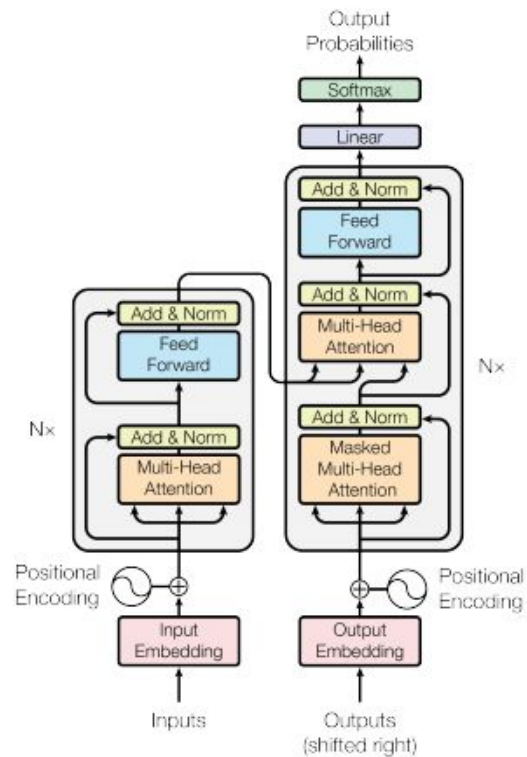 Output
Probabilities
Softmax
Linear
Add & Norm
Feed
Forward
Add & Norm
Multi-Head
Attention
Nx
Add & Norm
Masked
Multi-Head
Attention
Add & Norm
Feed
Forward
Nx
Add & Norm
Multi-Head
Attention
Positional
Encoding
Positional
Encoding
Input
Embedding
Output
Embedding
Inputs
Outputs
(shifted right)